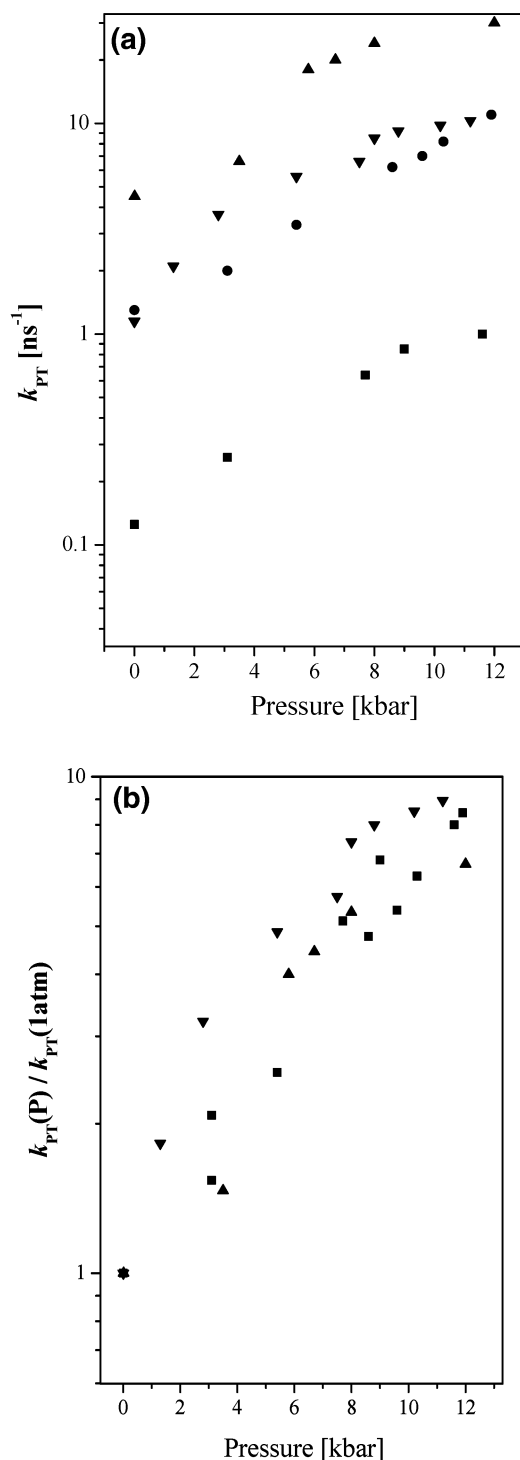 (a)
10
1
0.1
k_PT [ns⁻¹]
0 2 4 6 8 10 12
Pressure [kbar]
(b)
10
1
k_PT(P) / k_PT(1atm)
0 2 4 6 8 10 12
Pressure [kbar]